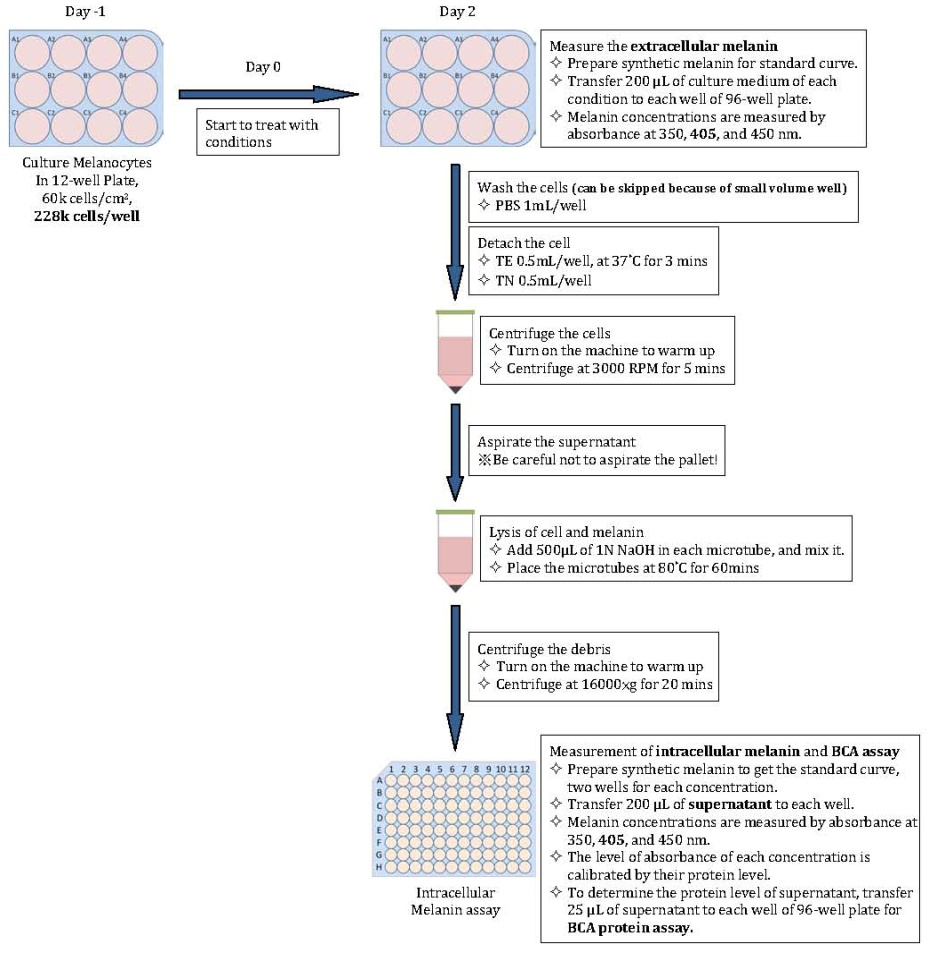 Day -1
Day 2
Day 0
Start to treat with
conditions
A1 A2 A3 A4
B1 B2 B3 B4
C1 C2 C3 C4
A1 A2 A3 A4
B1 B2 B3 B4
C1 C2 C3 C4
Culture Melanocytes
In 12-well Plate,
60k cells/cm²,
228k cells/well
Measure the extracellular melanin
✧ Prepare synthetic melanin for standard curve.
✧ Transfer 200 μL of culture medium of each
condition to each well of 96-well plate.
✧ Melanin concentrations are measured by
absorbance at 350, 405, and 450 nm.
Wash the cells (can be skipped because of small volume well)
✧ PBS 1mL/well
Detach the cell
✧ TE 0.5mL/well, at 37˚C for 3 mins
✧ TN 0.5mL/well
Centrifuge the cells
✧ Turn on the machine to warm up
✧ Centrifuge at 3000 RPM for 5 mins
Aspirate the supernatant
※Be careful not to aspirate the pallet!
Lysis of cell and melanin
✧ Add 500μL of 1N NaOH in each microtube, and mix it.
✧ Place the microtubes at 80˚C for 60mins
Centrifuge the debris
✧ Turn on the machine to warm up
✧ Centrifuge at 16000×g for 20 mins
1 2 3 4 5 6 7 8 9 10 11 12
A
B
C
D
E
F
G
H
Intracellular
Melanin assay
Measurement of intracellular melanin and BCA assay
✧ Prepare synthetic melanin to get the standard curve,
two wells for each concentration.
✧ Transfer 200 μL of supernatant to each well.
✧ Melanin concentrations are measured by absorbance at
350, 405, and 450 nm.
✧ The level of absorbance of each concentration is
calibrated by their protein level.
✧ To determine the protein level of supernatant, transfer
25 μL of supernatant to each well of 96-well plate for
BCA protein assay.